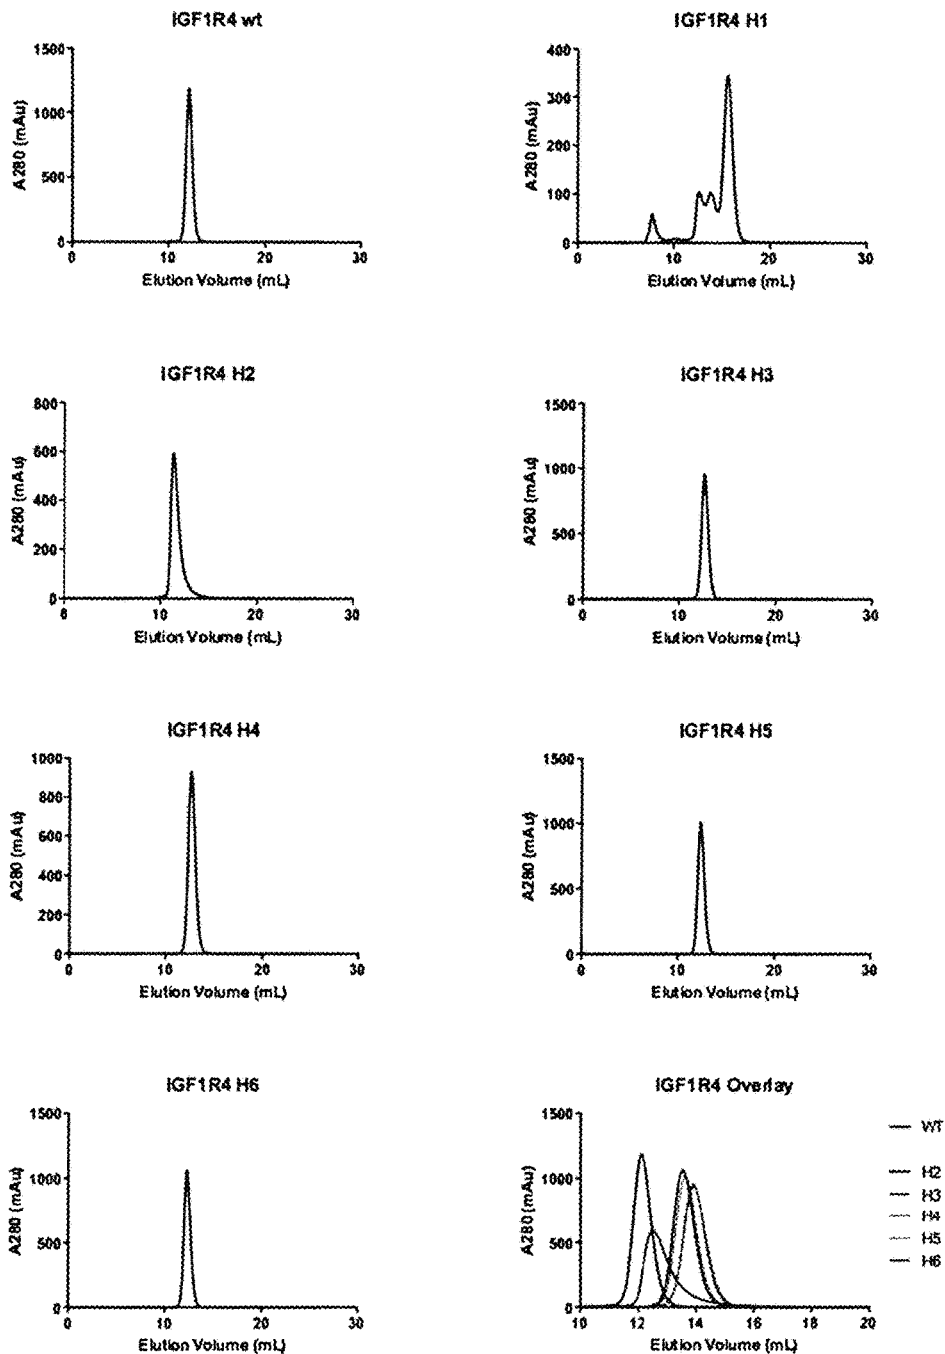 IGF1R4 wt
1500
1000
500
0
A280 (mAu)
0 10 20 30
Elution Volume (mL)
IGF1R4 H1
400
300
200
100
0
A280 (mAu)
0 10 20 30
Elution Volume (mL)
IGF1R4 H2
800
600
400
200
0
A280 (mAu)
0 10 20 30
Elution Volume (mL)
IGF1R4 H3
1500
1000
500
0
A280 (mAu)
0 10 20 30
Elution Volume (mL)
IGF1R4 H4
1000
800
600
400
200
0
A280 (mAu)
0 10 20 30
Elution Volume (mL)
IGF1R4 H5
1500
1000
500
0
A280 (mAu)
0 10 20 30
Elution Volume (mL)
IGF1R4 H6
1500
1000
500
0
A280 (mAu)
0 10 20 30
Elution Volume (mL)
IGF1R4 Overlay
1500
1000
500
0
A280 (mAu)
10 12 14 16 18 20
Elution Volume (mL)
WT
H2
H3
H4
H5
H6